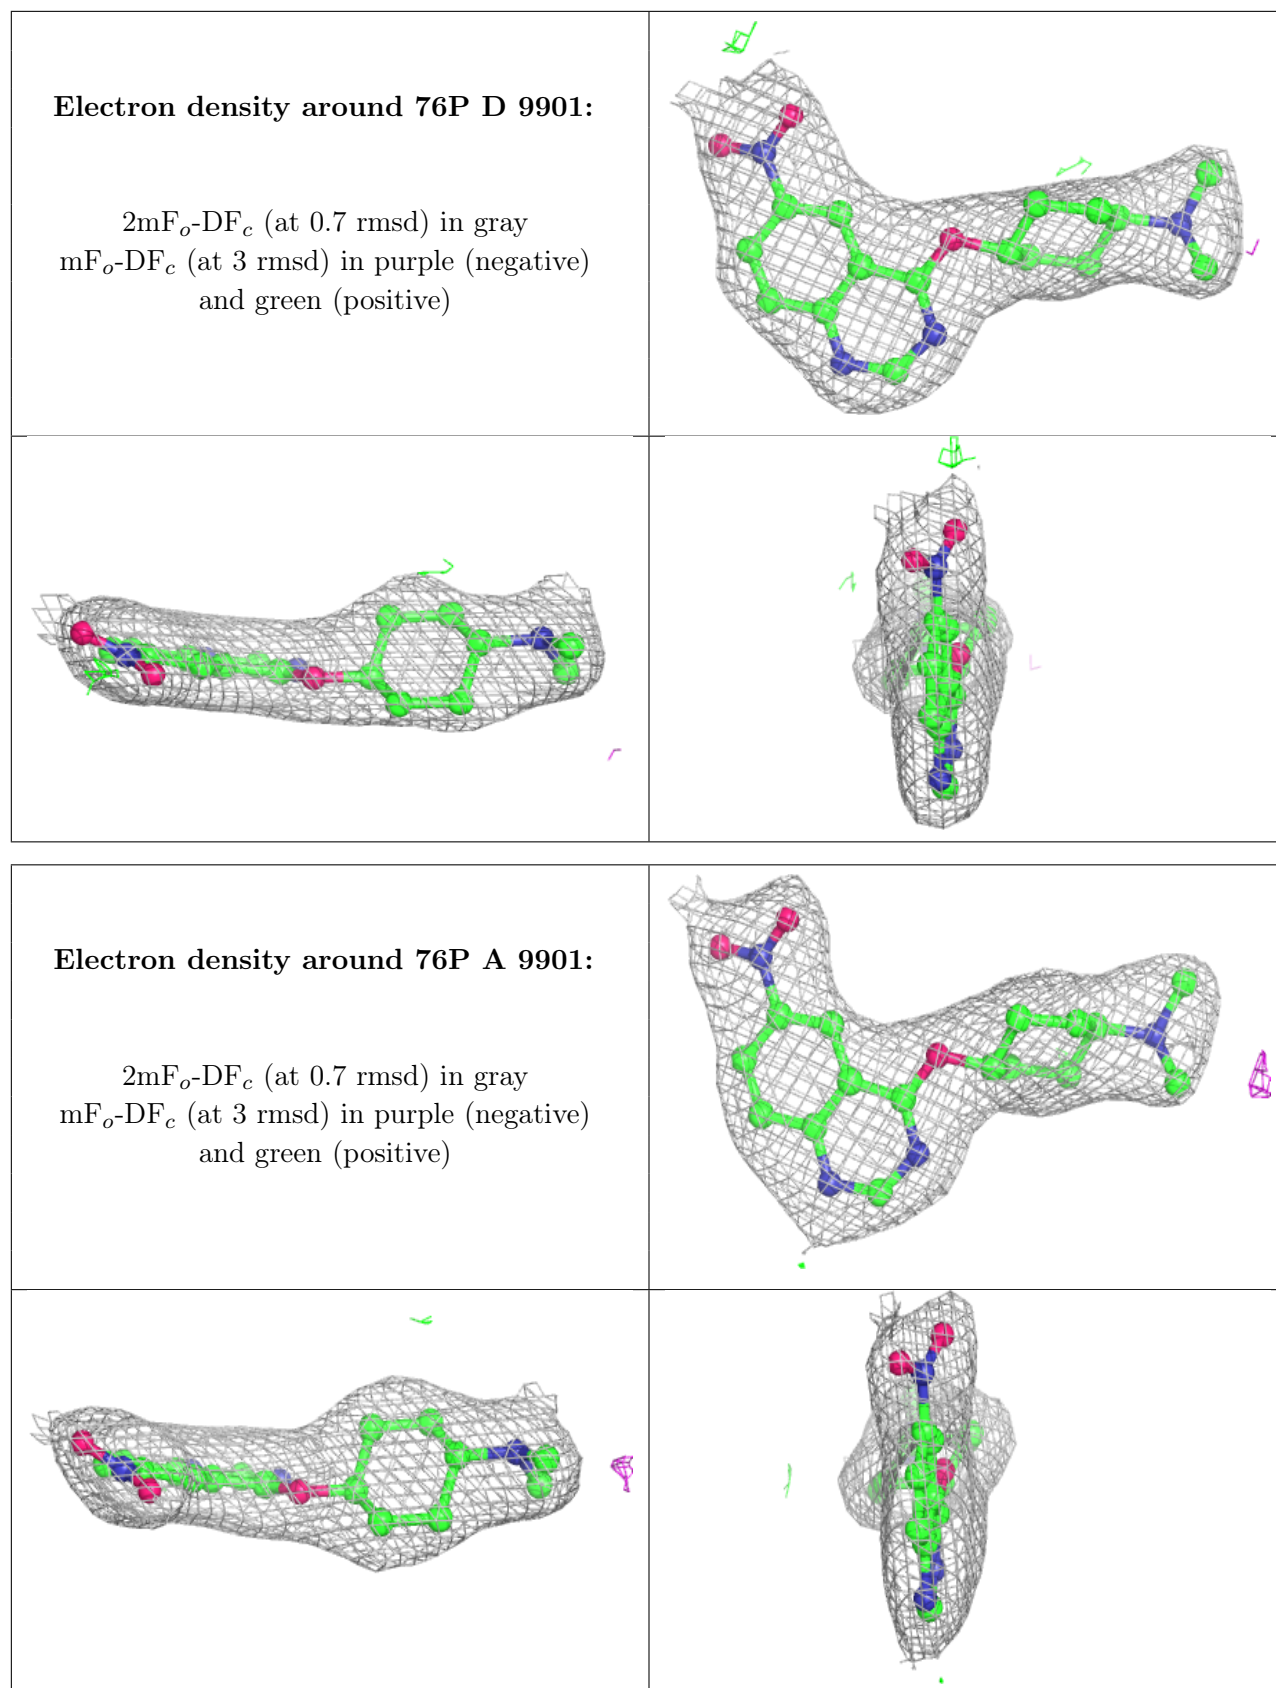 Electron density around 76P D 9901:
2mFo-DFc (at 0.7 rmsd) in gray
mFo-DFc (at 3 rmsd) in purple (negative)
and green (positive)
Electron density around 76P A 9901:
2mFo-DFc (at 0.7 rmsd) in gray
mFo-DFc (at 3 rmsd) in purple (negative)
and green (positive)